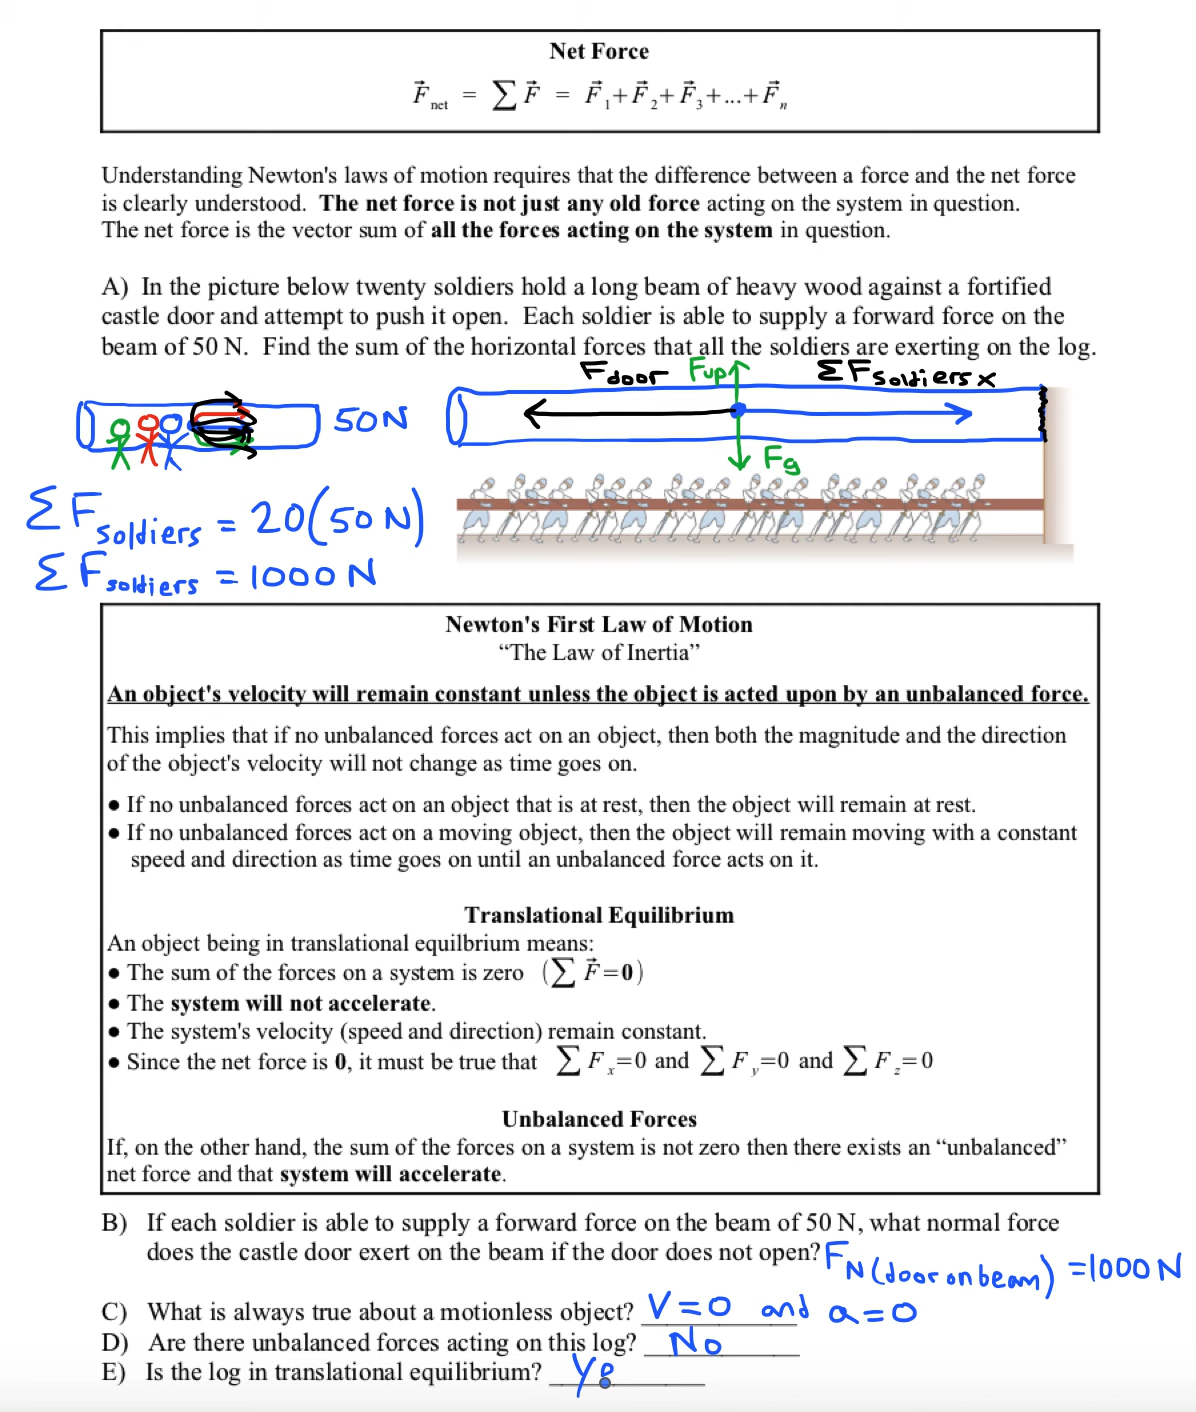 Net Force
F⃗ net = ∑ F⃗ = F⃗ 1 + F⃗ 2 + F⃗ 3 + ... + F⃗ n
Understanding Newton's laws of motion requires that the difference between a force and the net force
is clearly understood. The net force is not just any old force acting on the system in question.
The net force is the vector sum of all the forces acting on the system in question.
A) In the picture below twenty soldiers hold a long beam of heavy wood against a fortified
castle door and attempt to push it open. Each soldier is able to supply a forward force on the
beam of 50 N. Find the sum of the horizontal forces that all the soldiers are exerting on the log.
Fdoor Fup ΣFsoldiers x
50N
Fg
ΣFsoldiers = 20(50 N)
ΣFsoldiers = 1000 N
Newton's First Law of Motion
“The Law of Inertia”
An object's velocity will remain constant unless the object is acted upon by an unbalanced force.
This implies that if no unbalanced forces act on an object, then both the magnitude and the direction
of the object's velocity will not change as time goes on.
● If no unbalanced forces act on an object that is at rest, then the object will remain at rest.
● If no unbalanced forces act on a moving object, then the object will remain moving with a constant
speed and direction as time goes on until an unbalanced force acts on it.
Translational Equilibrium
An object being in translational equilbrium means:
● The sum of the forces on a system is zero (∑ F⃗=0)
● The system will not accelerate.
● The system's velocity (speed and direction) remain constant.
● Since the net force is 0, it must be true that ∑ F x=0 and ∑ F y=0 and ∑ F z=0
Unbalanced Forces
If, on the other hand, the sum of the forces on a system is not zero then there exists an “unbalanced”
net force and that system will accelerate.
B) If each soldier is able to supply a forward force on the beam of 50 N, what normal force
does the castle door exert on the beam if the door does not open? FN(door on beam) = 1000 N
C) What is always true about a motionless object? V=0 and a=0
D) Are there unbalanced forces acting on this log? No
E) Is the log in translational equilibrium? Ye